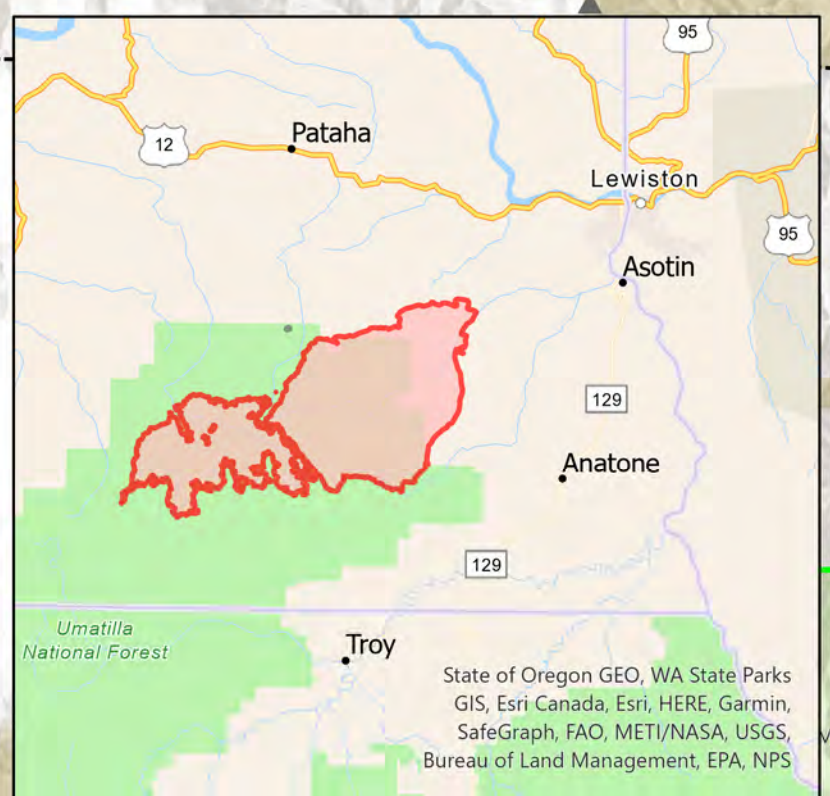 95
12
Pataha
Lewiston
95
Asotin
129
Anatone
129
Umatilla
National Forest
Troy
State of Oregon GEO, WA State Parks
GIS, Esri Canada, Esri, HERE, Garmin,
SafeGraph, FAO, METI/NASA, USGS,
Bureau of Land Management, EPA, NPS